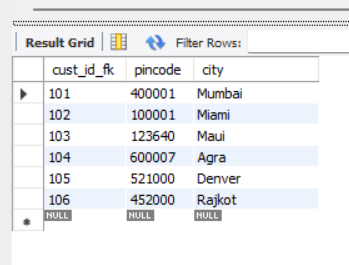 Result Grid Filter Rows:
cust_id_fk pincode city
101 400001 Mumbai
102 100001 Miami
103 123640 Maui
104 600007 Agra
105 521000 Denver
106 452000 Rajkot
NULL NULL NULL